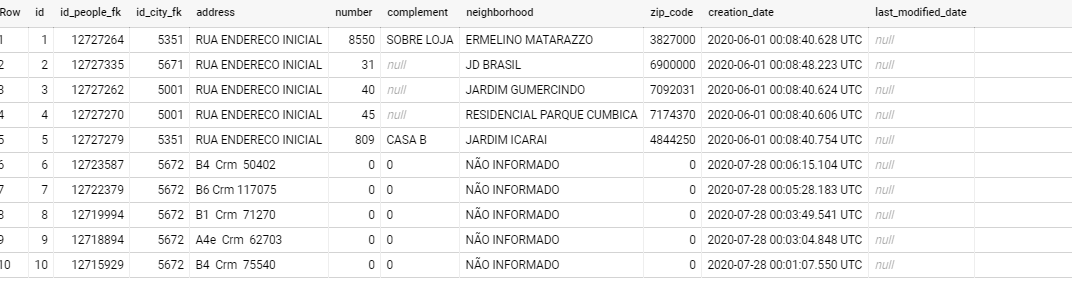 Row id id_people_fk id_city_fk address number complement neighborhood zip_code creation_date last_modified_date
1 1 12727264 5351 RUA ENDERECO INICIAL 8550 SOBRE LOJA ERMELINO MATARAZZO 3827000 2020-06-01 00:08:40.628 UTC null
2 2 12727335 5671 RUA ENDERECO INICIAL 31 null JD BRASIL 6900000 2020-06-01 00:08:48.223 UTC null
3 3 12727262 5001 RUA ENDERECO INICIAL 40 null JARDIM GUMERCINDO 7092031 2020-06-01 00:08:40.624 UTC null
4 4 12727270 5001 RUA ENDERECO INICIAL 45 null RESIDENCIAL PARQUE CUMBICA 7174370 2020-06-01 00:08:40.606 UTC null
5 5 12727279 5351 RUA ENDERECO INICIAL 809 CASA B JARDIM ICARAI 4844250 2020-06-01 00:08:40.754 UTC null
6 6 12723587 5672 B4  Crm  50402 0 0 NÃO INFORMADO 0 2020-07-28 00:06:15.104 UTC null
7 7 12722379 5672 B6 Crm 117075 0 0 NÃO INFORMADO 0 2020-07-28 00:05:28.183 UTC null
8 8 12719994 5672 B1  Crm  71270 0 0 NÃO INFORMADO 0 2020-07-28 00:03:49.541 UTC null
9 9 12718894 5672 A4e  Crm  62703 0 0 NÃO INFORMADO 0 2020-07-28 00:03:04.848 UTC null
10 10 12715929 5672 B4  Crm  75540 0 0 NÃO INFORMADO 0 2020-07-28 00:01:07.550 UTC null